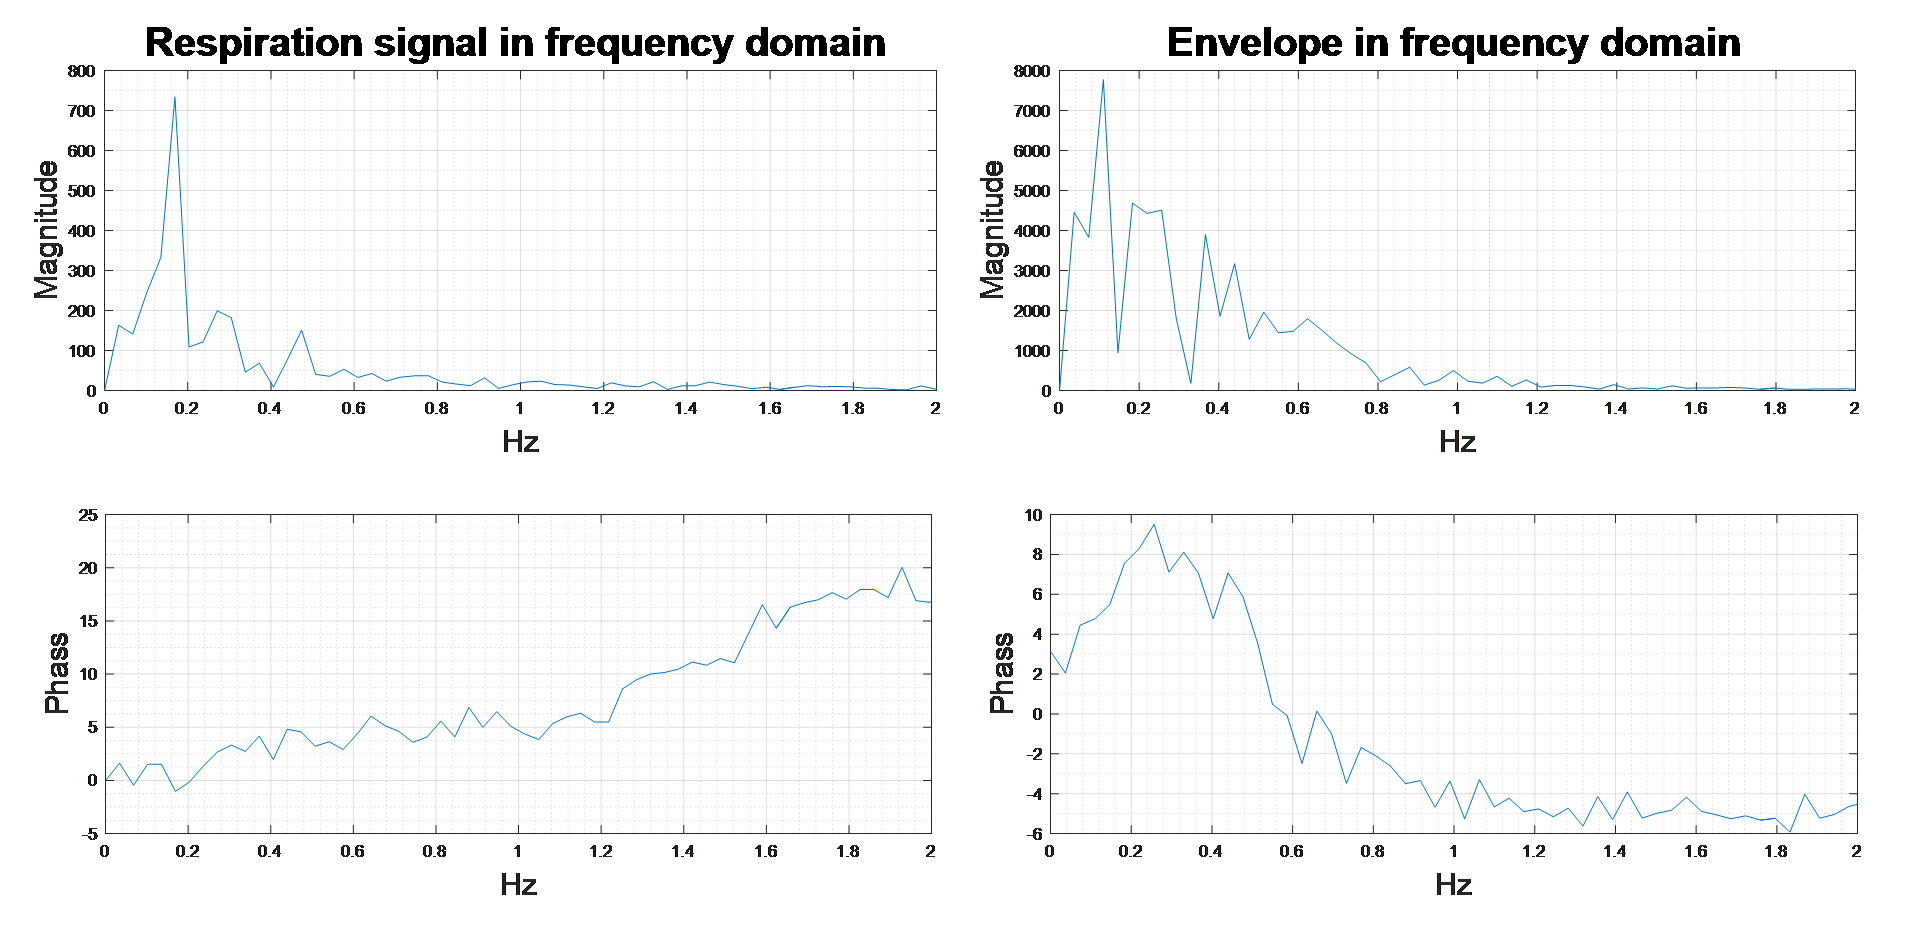 Respiration signal in frequency domain
800
700
600
500
400
300
200
100
0
Magnitude
0 0.2 0.4 0.6 0.8 1 1.2 1.4 1.6 1.8 2
Hz
Envelope in frequency domain
8000
7000
6000
5000
4000
3000
2000
1000
0
Magnitude
0 0.2 0.4 0.6 0.8 1 1.2 1.4 1.6 1.8 2
Hz
25
20
15
10
5
0
-5
Phass
0 0.2 0.4 0.6 0.8 1 1.2 1.4 1.6 1.8 2
Hz
10
8
6
4
2
0
-2
-4
-6
Phass
0 0.2 0.4 0.6 0.8 1 1.2 1.4 1.6 1.8 2
Hz